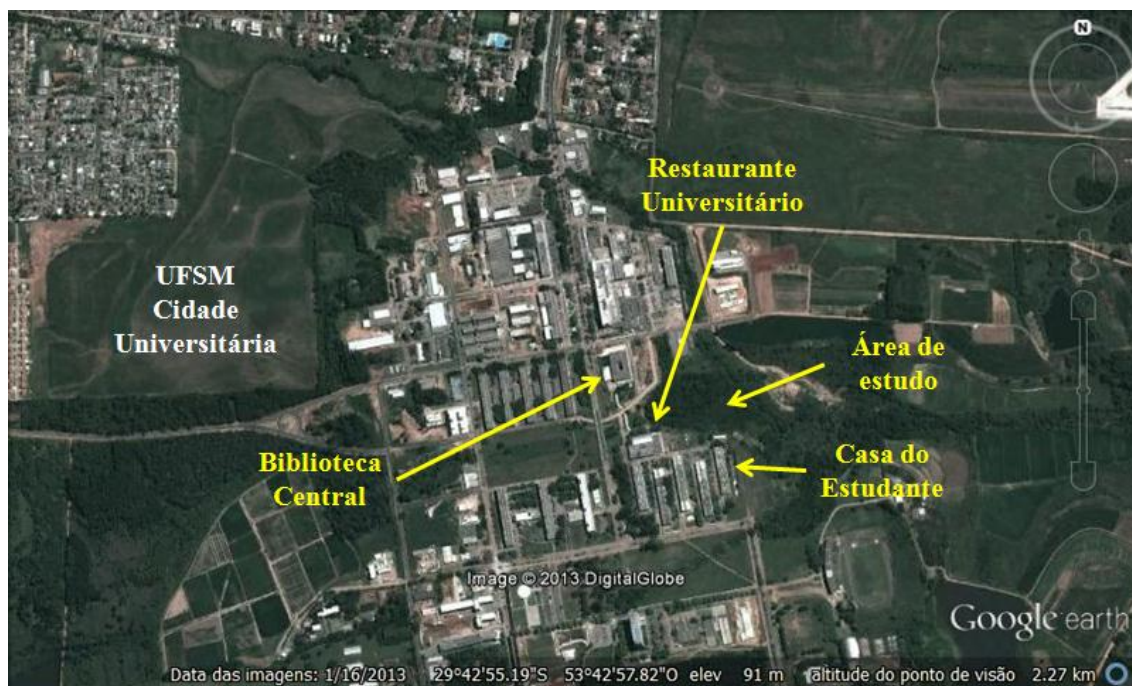 N
Restaurante
Universitário
UFSM
Cidade
Universitária
Área de
estudo
Biblioteca
Central
Casa do
Estudante
Image © 2013 DigitalGlobe
Google earth
Data das imagens: 1/16/2013 29°42'55.19"S 53°42'57.82"O elev 91 m altitude do ponto de visão 2.27 km